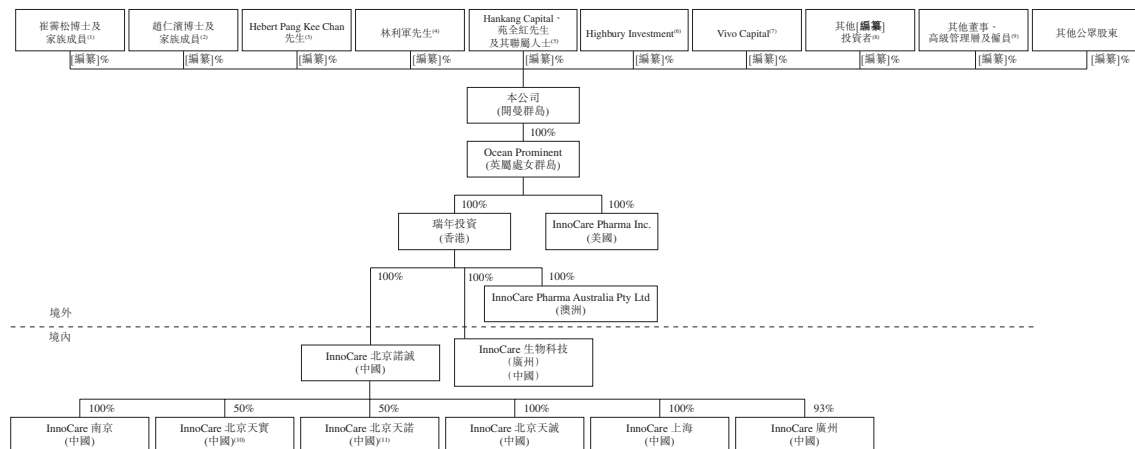 崔霽松博士及
家族成員(1)
趙仁濱博士及
家族成員(2)
Hebert Pang Kee Chan
先生(3)
林利軍先生(4)
Hankang Capital、
苑全紅先生
及其聯屬人士(5)
Highbury Investment(6)
Vivo Capital(7)
其他[編纂]
投資者(8)
其他董事、
高級管理層及僱員(9)
其他公眾股東
[編纂]%
[編纂]%
[編纂]%
[編纂]%
[編纂]%
[編纂]%
[編纂]%
[編纂]%
[編纂]%
[編纂]%
本公司
(開曼群島)
100%
Ocean Prominent
(英屬處女群島)
100%
100%
瑞年投資
(香港)
InnoCare Pharma Inc.
(美國)
100%
100%
100%
InnoCare Pharma Australia Pty Ltd
(澳洲)
境外
境內
InnoCare 北京諾誠
(中國)
InnoCare 生物科技
(廣州)
(中國)
100%
50%
50%
100%
100%
93%
InnoCare 南京
(中國)
InnoCare 北京天實
(中國)(10)
InnoCare 北京天諾
(中國)(11)
InnoCare 北京天誠
(中國)
InnoCare 上海
(中國)
InnoCare 廣州
(中國)